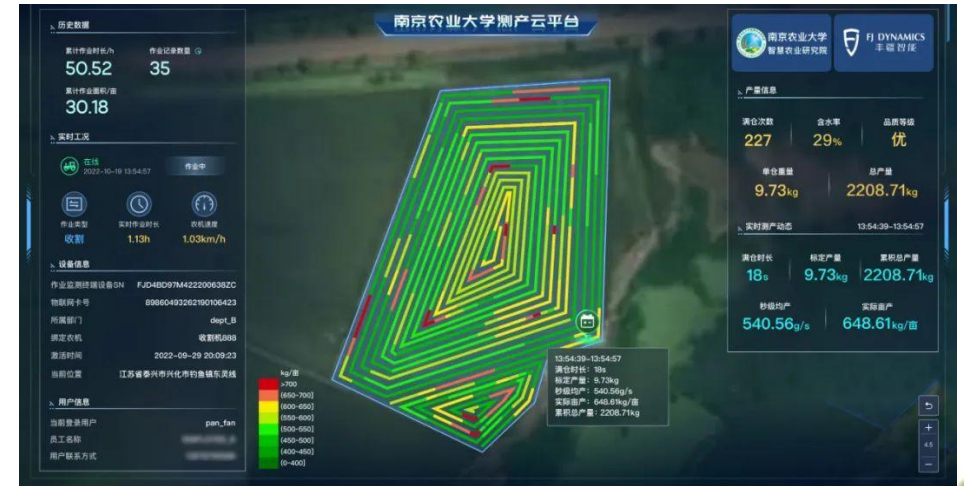 南京农业大学测产云平台
历史数据
累计作业时长/h 作业记录数量
50.52 35
累计作业面积/亩
30.18
实时工况
在线
2022-10-19 13:54:57
作业中
作业类型 实时作业时长 农机速度
收割 1.13h 1.03km/h
设备信息
作业监测终端设备SN FJD4BD97M422200638ZC
物联网卡号 89860493262190106423
所属部门 dept_B
绑定农机 收割机888
激活时间 2022-09-29 20:09:23
当前位置 江苏省泰兴市兴化市钓鱼镇东灵线
用户信息
当前登录用户 pan_fan
员工名称
用户联系方式
kg/亩
>700
(650-700]
(600-650]
(550-600]
(500-550]
(450-500]
(400-450]
(0-400]
13:54:39-13:54:57
满仓时长：18s
标定产量：9.73kg
秒级均产：540.56g/s
实际亩产：648.61kg/亩
累积总产量：2208.71kg
南京农业大学
智慧农业研究院
FJ DYNAMICS
丰疆智能
产量信息
满仓次数 含水率 品质等级
227 29% 优
单仓重量 总产量
9.73kg 2208.71kg
实时测产动态 13:54:39-13:54:57
满仓时长 标定产量 累积总产量
18s 9.73kg 2208.71kg
秒级均产 实际亩产
540.56g/s 648.61kg/亩
+
4.5
−